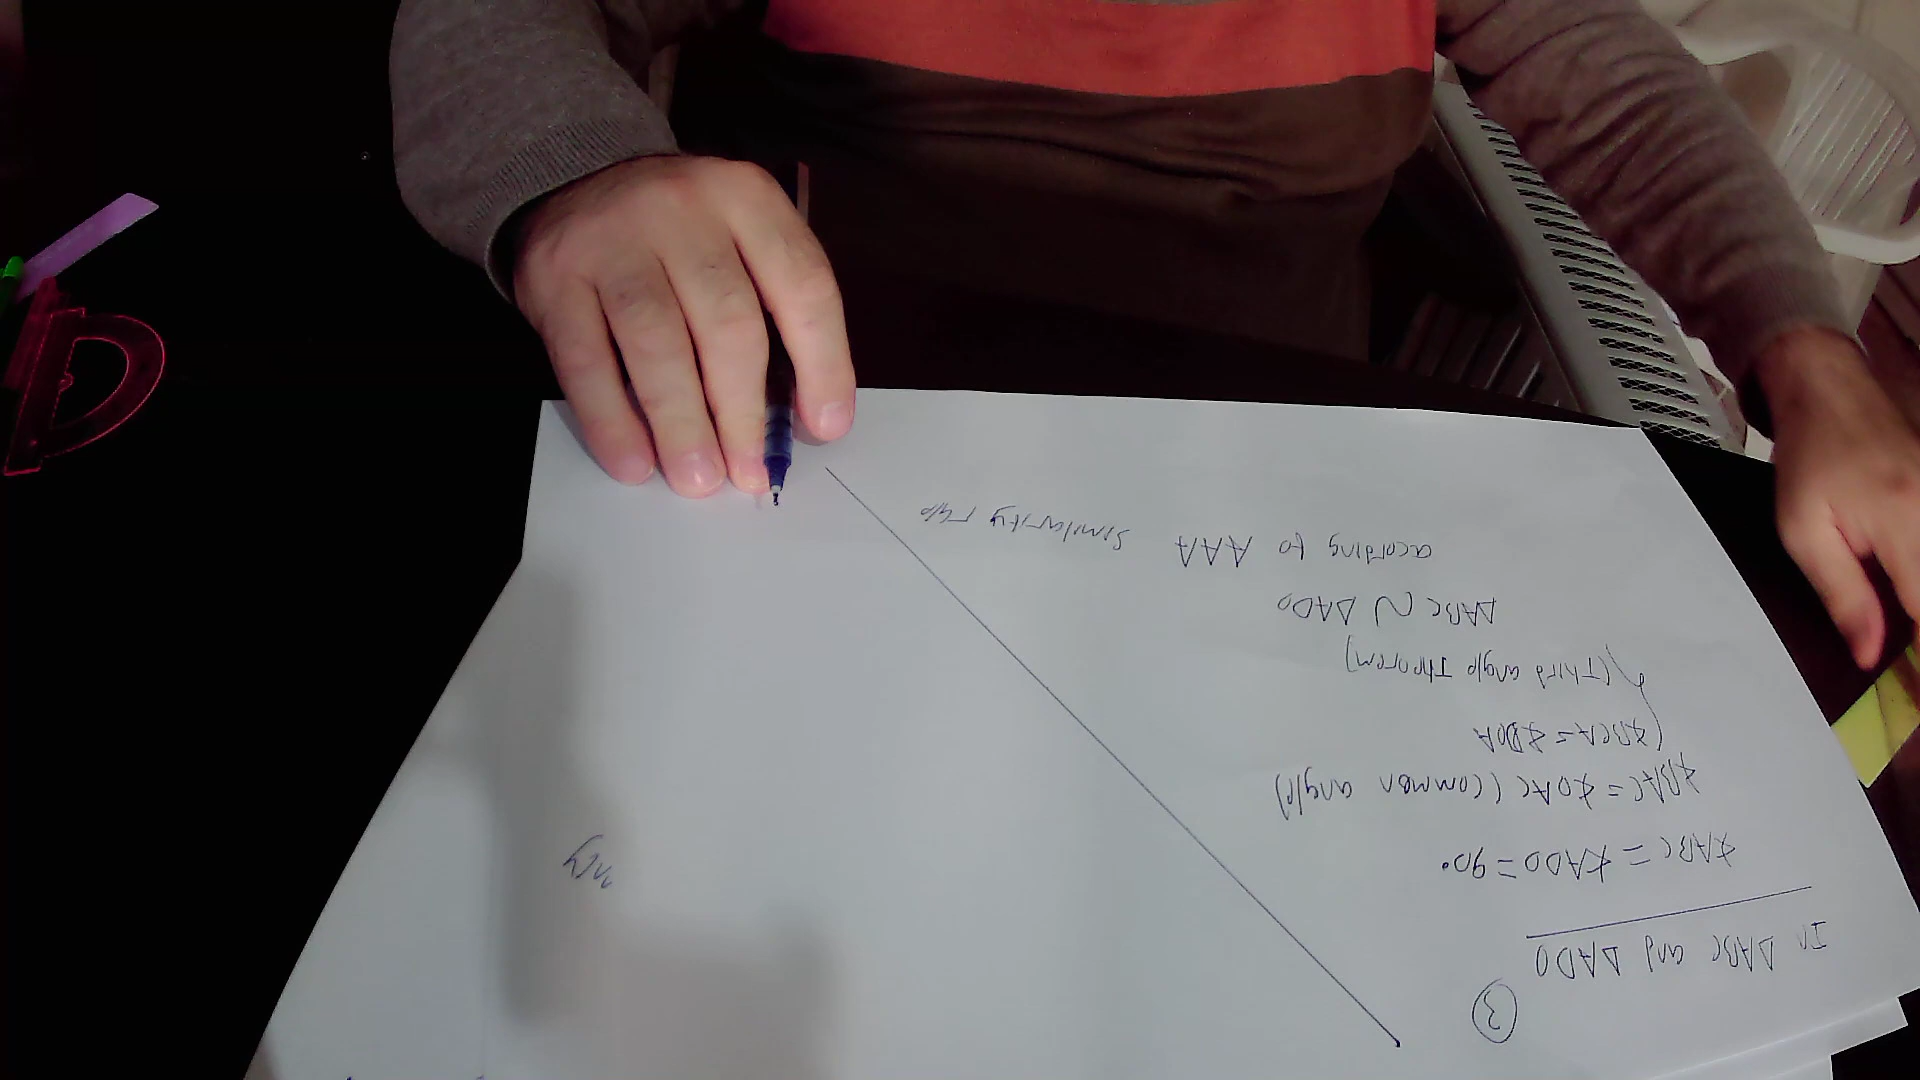 3
In ΔABC and ΔADO
∡ABC = ∡ADO = 90°
∡BAC = ∡OAC (common angle)
(∡BCA = ∡DOA
(Third angle Theorem)
ΔABC ~ ΔADO
acording to AAA similarity rule